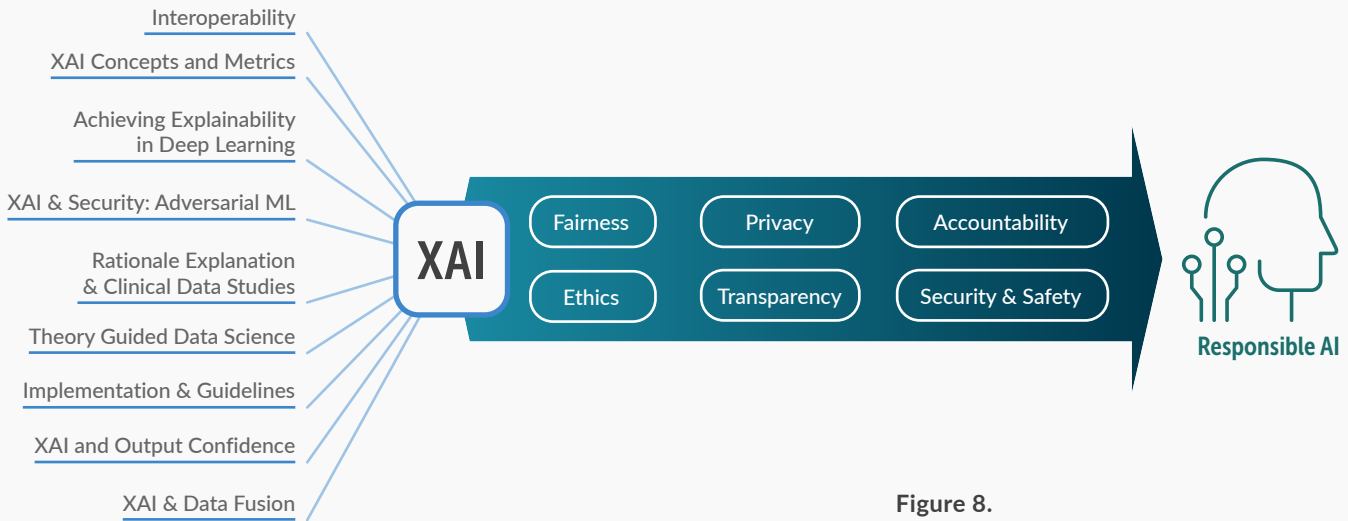 Interoperability
XAI Concepts and Metrics
Achieving Explainability
in Deep Learning
XAI & Security: Adversarial ML
Rationale Explanation
& Clinical Data Studies
Theory Guided Data Science
Implementation & Guidelines
XAI and Output Confidence
XAI & Data Fusion
XAI
Fairness
Privacy
Accountability
Ethics
Transparency
Security & Safety
Responsible AI
Figure 8.